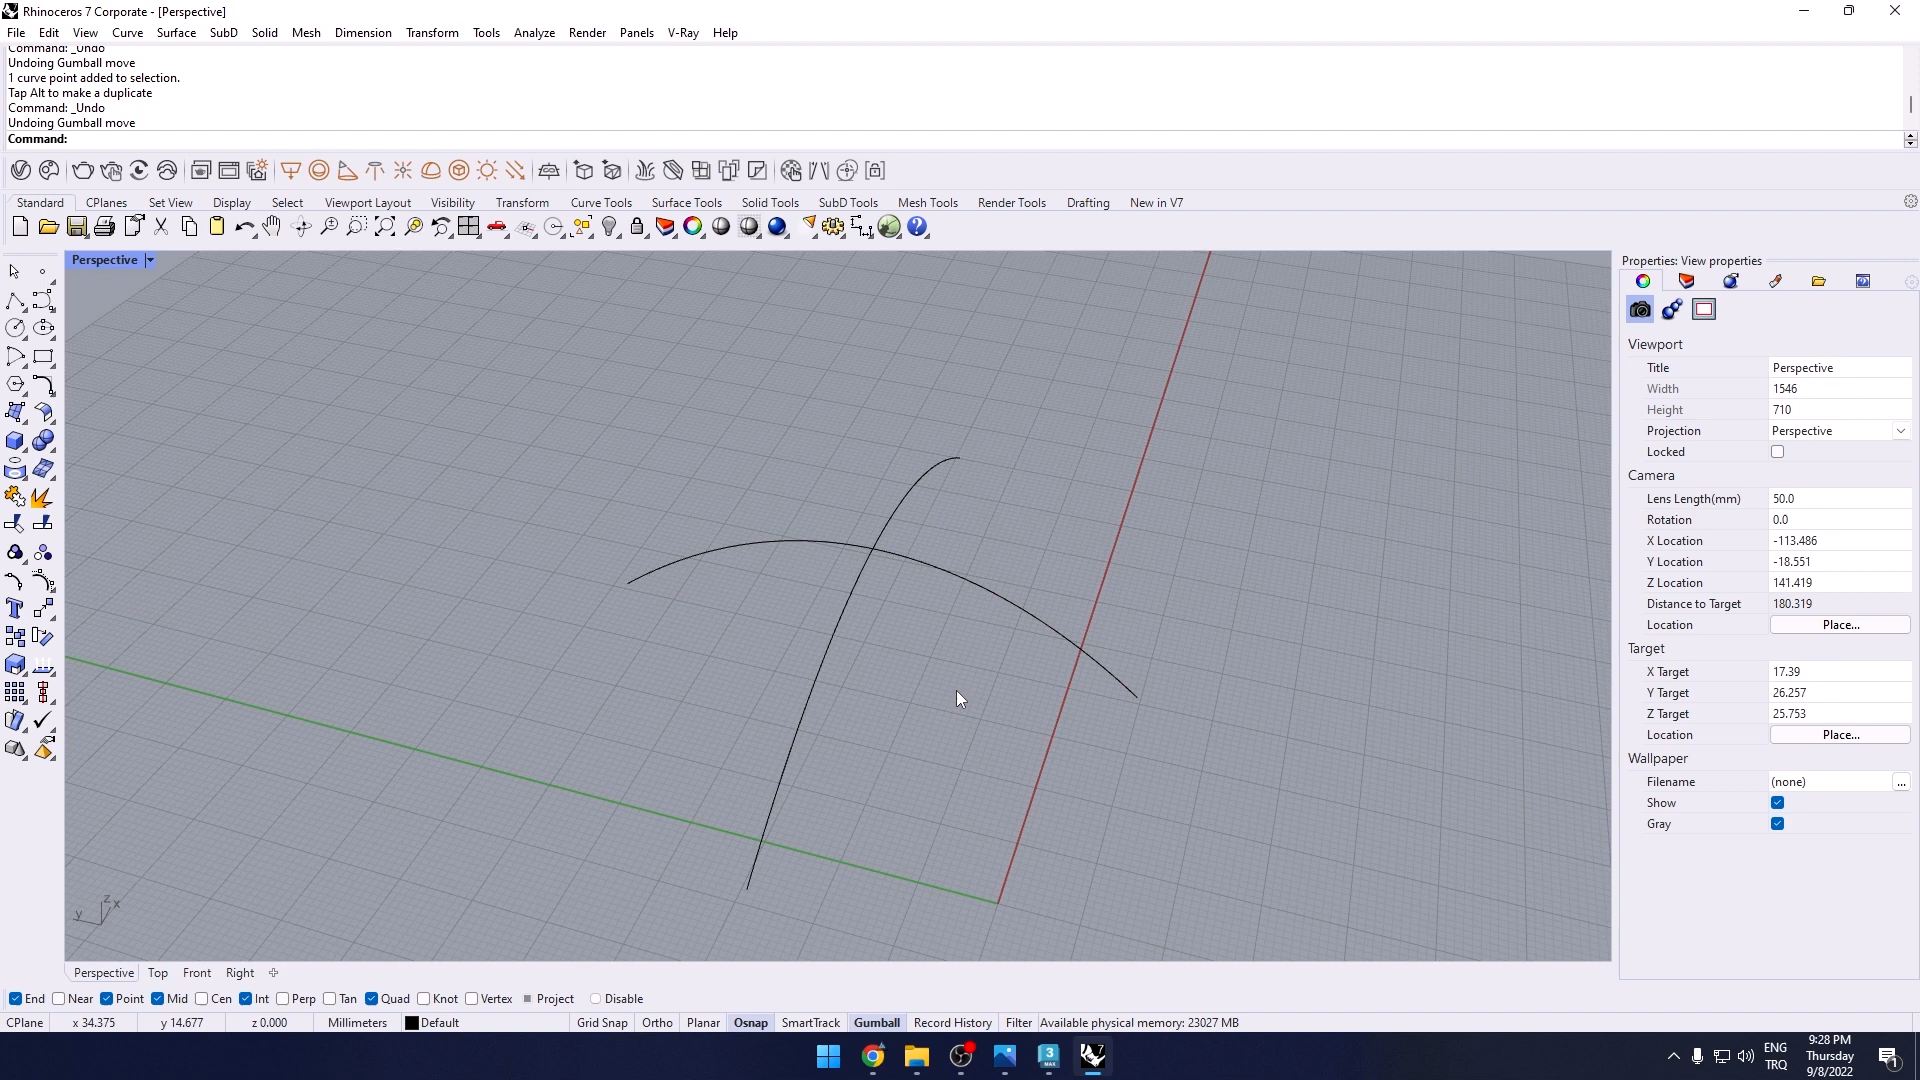 Rhinoceros 7 Corporate - [Perspective]
File Edit View Curve Surface SubD Solid Mesh Dimension Transform Tools Analyze Render Panels V-Ray Help
Command: _Undo
Undoing Gumball move
1 curve point added to selection.
Tap Alt to make a duplicate
Command: _Undo
Undoing Gumball move
Command:
Standard CPlanes Set View Display Select Viewport Layout Visibility Transform Curve Tools Surface Tools Solid Tools SubD Tools Mesh Tools Render Tools Drafting New in V7
Perspective
Properties: View properties
Viewport
Title Perspective
Width 1546
Height 710
Projection Perspective
Locked
Camera
Lens Length(mm) 50.0
Rotation 0.0
X Location -113.486
Y Location -18.551
Z Location 141.419
Distance to Target 180.319
Location Place...
Target
X Target 17.39
Y Target 26.257
Z Target 25.753
Location Place...
Wallpaper
Filename (none) ...
Show
Gray
z x
y
Perspective Top Front Right
End Near Point Mid Cen Int Perp Tan Quad Knot Vertex Project Disable
CPlane x 34.375 y 14.677 z 0.000 Millimeters Default Grid Snap Ortho Planar Osnap SmartTrack Gumball Record History Filter Available physical memory: 23027 MB
3
MAX
7
ENG
TRQ
9:28 PM
Thursday
9/8/2022
1